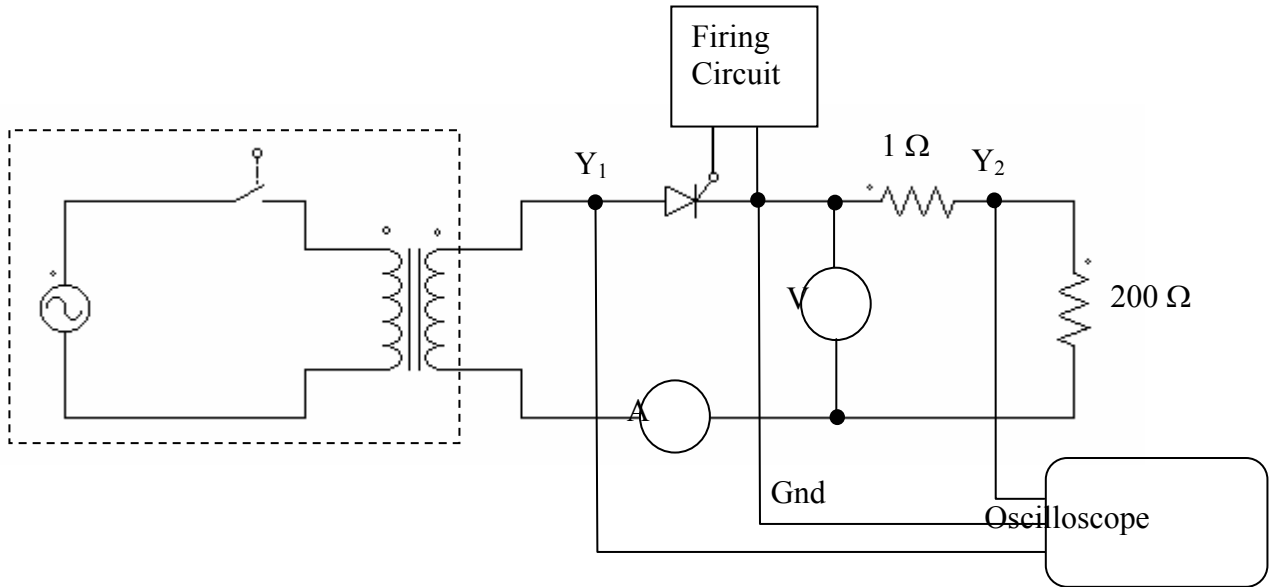 Firing
Circuit
1 Ω
Y₁
Y₂
V
200 Ω
A
Gnd
Oscilloscope